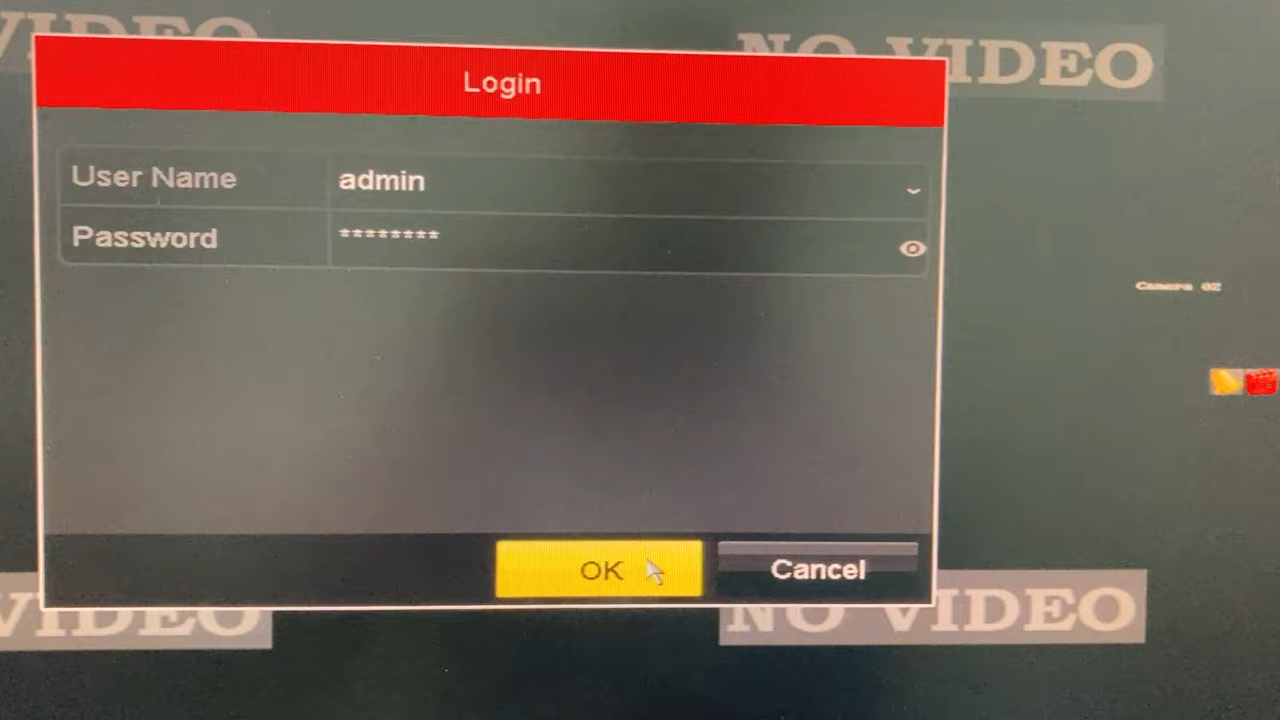 VIDEO
NO VIDEO
Login
User Name
admin
Password
********
Camera 02
OK
Cancel
VIDEO
NO VIDEO